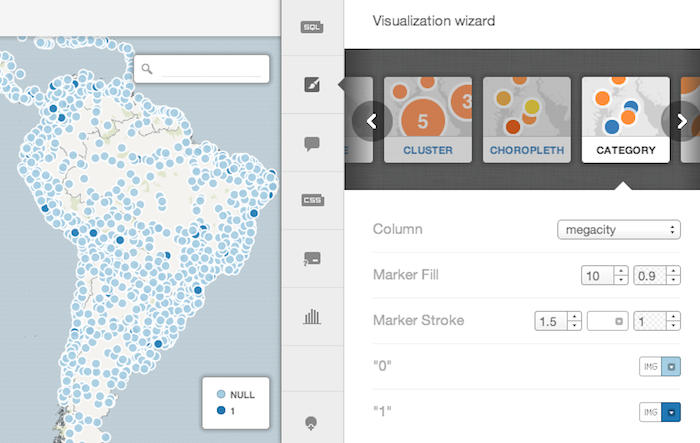 SQL
Visualization wizard
5
3
E
CLUSTER
CHOROPLETH
CATEGORY
CSS
Column
megacity
Marker Fill
10
0.9
Marker Stroke
1.5
1
"0"
IMG
"1"
IMG
NULL
1